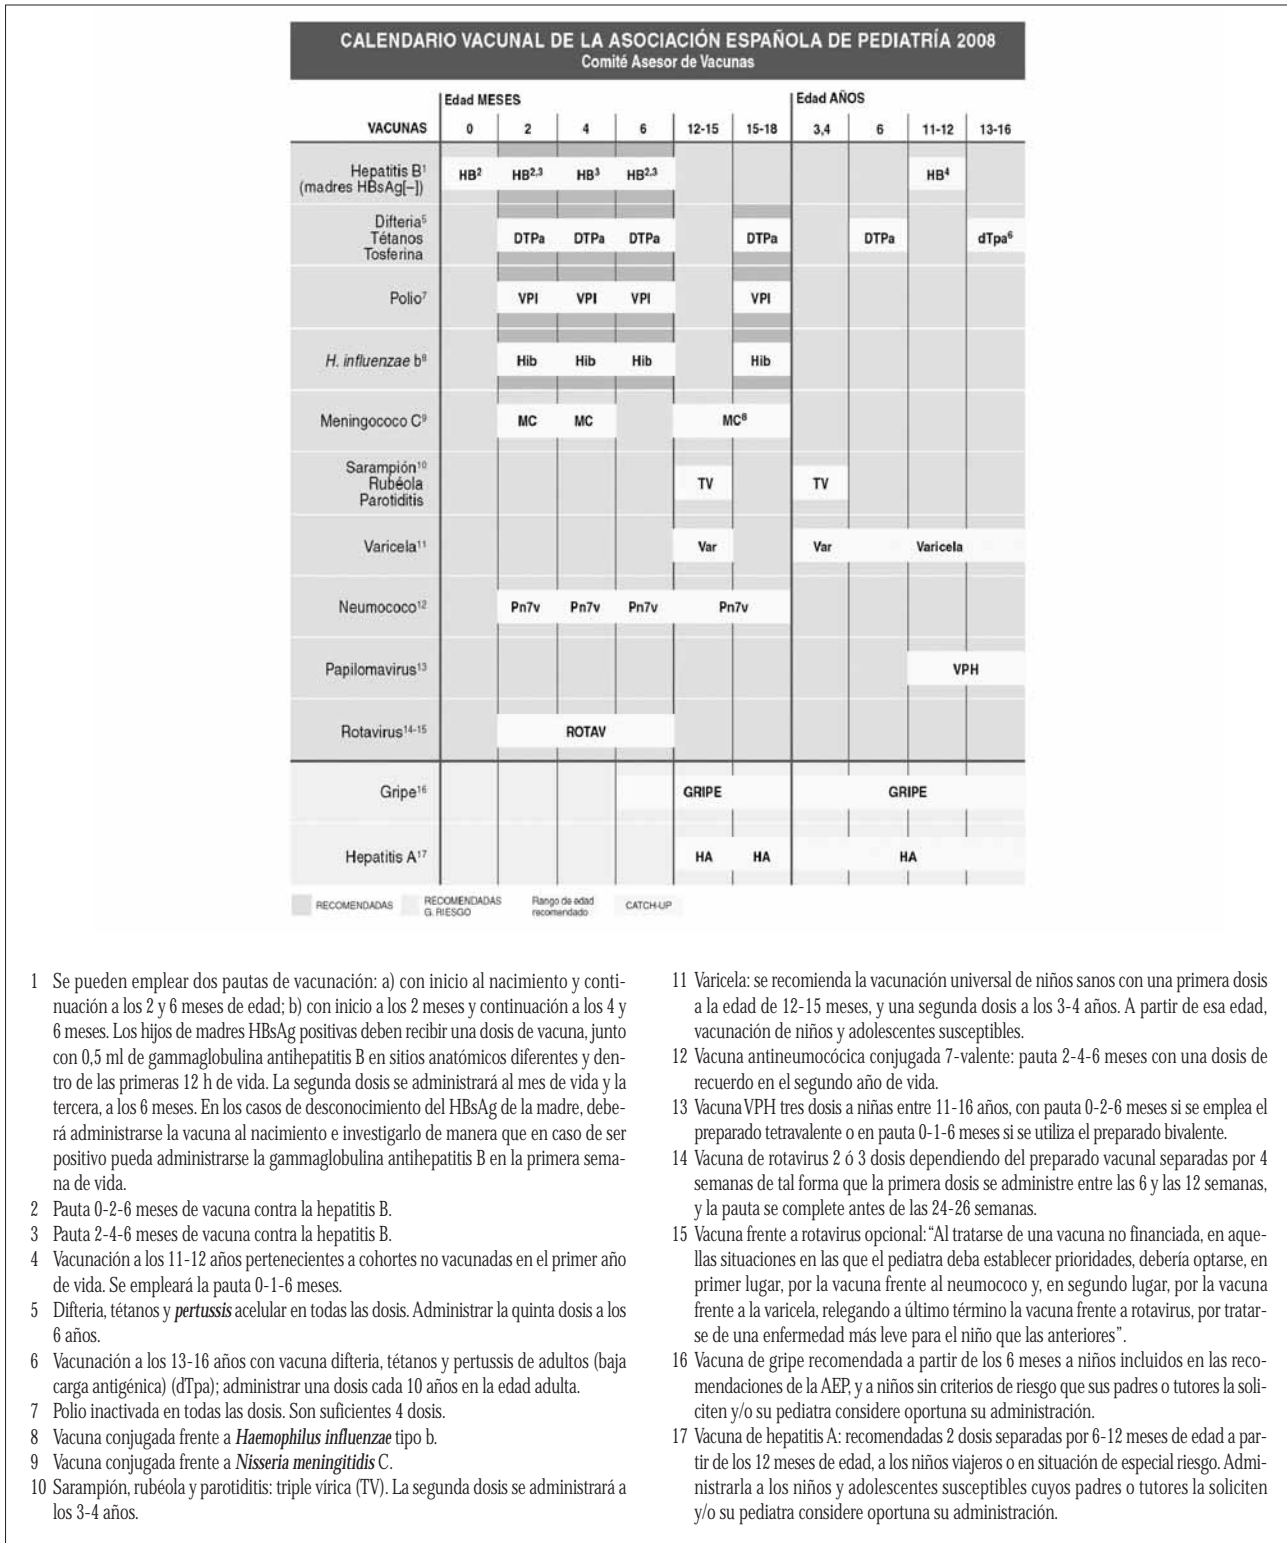 CALENDARIO VACUNAL DE LA ASOCIACIÓN ESPAÑOLA DE PEDIATRÍA 2008
Comité Asesor de Vacunas
Edad MESES Edad AÑOS
VACUNAS 0 2 4 6 12-15 15-18 3,4 6 11-12 13-16
Hepatitis B¹
(madres HBsAg[–])
HB² HB²,³ HB³ HB²,³ HB⁴
Difteria⁵
Tétanos
Tosferina
DTPa DTPa DTPa DTPa DTPa dTpa⁶
Polio⁷ VPI VPI VPI VPI
H. influenzae b⁸ Hib Hib Hib Hib
Meningococo C⁹ MC MC MC⁸
Sarampión¹⁰
Rubéola
Parotiditis
TV TV
Varicela¹¹ Var Var Varicela
Neumococo¹² Pn7v Pn7v Pn7v Pn7v
Papilomavirus¹³ VPH
Rotavirus¹⁴⁻¹⁵ ROTAV
Gripe¹⁶ GRIPE GRIPE
Hepatitis A¹⁷ HA HA HA
RECOMENDADAS
RECOMENDADAS
G. RIESGO
Rango de edad
recomendado
CATCH-UP
1 Se pueden emplear dos pautas de vacunación: a) con inicio al nacimiento y conti-
nuación a los 2 y 6 meses de edad; b) con inicio a los 2 meses y continuación a los 4 y
6 meses. Los hijos de madres HBsAg positivas deben recibir una dosis de vacuna, junto
con 0,5 ml de gammaglobulina antihepatitis B en sitios anatómicos diferentes y den-
tro de las primeras 12 h de vida. La segunda dosis se administrará al mes de vida y la
tercera, a los 6 meses. En los casos de desconocimiento del HBsAg de la madre, debe-
rá administrarse la vacuna al nacimiento e investigarlo de manera que en caso de ser
positivo pueda administrarse la gammaglobulina antihepatitis B en la primera sema-
na de vida.
2 Pauta 0-2-6 meses de vacuna contra la hepatitis B.
3 Pauta 2-4-6 meses de vacuna contra la hepatitis B.
4 Vacunación a los 11-12 años pertenecientes a cohortes no vacunadas en el primer año
de vida. Se empleará la pauta 0-1-6 meses.
5 Difteria, tétanos y pertussis acelular en todas las dosis. Administrar la quinta dosis a los
6 años.
6 Vacunación a los 13-16 años con vacuna difteria, tétanos y pertussis de adultos (baja
carga antigénica) (dTpa); administrar una dosis cada 10 años en la edad adulta.
7 Polio inactivada en todas las dosis. Son suficientes 4 dosis.
8 Vacuna conjugada frente a Haemophilus influenzae tipo b.
9 Vacuna conjugada frente a Nisseria meningitidis C.
10 Sarampión, rubéola y parotiditis: triple vírica (TV). La segunda dosis se administrará a
los 3-4 años.
11 Varicela: se recomienda la vacunación universal de niños sanos con una primera dosis
a la edad de 12-15 meses, y una segunda dosis a los 3-4 años. A partir de esa edad,
vacunación de niños y adolescentes susceptibles.
12 Vacuna antineumocócica conjugada 7-valente: pauta 2-4-6 meses con una dosis de
recuerdo en el segundo año de vida.
13 Vacuna VPH tres dosis a niñas entre 11-16 años, con pauta 0-2-6 meses si se emplea el
preparado tetravalente o en pauta 0-1-6 meses si se utiliza el preparado bivalente.
14 Vacuna de rotavirus 2 ó 3 dosis dependiendo del preparado vacunal separadas por 4
semanas de tal forma que la primera dosis se administre entre las 6 y las 12 semanas,
y la pauta se complete antes de las 24-26 semanas.
15 Vacuna frente a rotavirus opcional: “Al tratarse de una vacuna no financiada, en aque-
llas situaciones en las que el pediatra deba establecer prioridades, debería optarse, en
primer lugar, por la vacuna frente al neumococo y, en segundo lugar, por la vacuna
frente a la varicela, relegando a último término la vacuna frente a rotavirus, por tratar-
se de una enfermedad más leve para el niño que las anteriores”.
16 Vacuna de gripe recomendada a partir de los 6 meses a niños incluidos en las reco-
mendaciones de la AEP, y a niños sin criterios de riesgo que sus padres o tutores la soli-
citen y/o su pediatra considere oportuna su administración.
17 Vacuna de hepatitis A: recomendadas 2 dosis separadas por 6-12 meses de edad a par-
tir de los 12 meses de edad, a los niños viajeros o en situación de especial riesgo. Admi-
nistrarla a los niños y adolescentes susceptibles cuyos padres o tutores la soliciten
y/o su pediatra considere oportuna su administración.